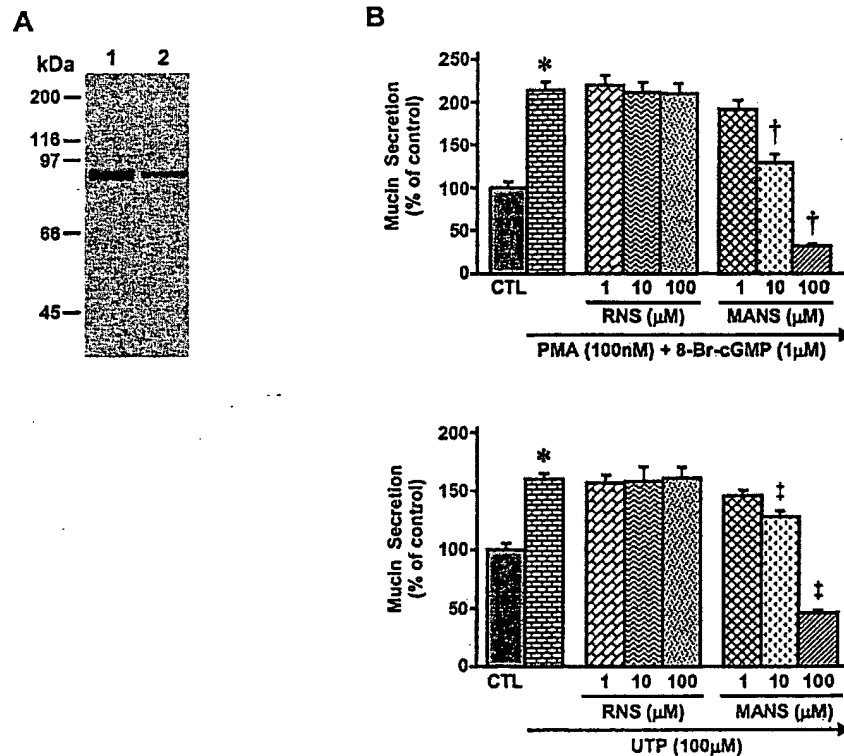 A
1 2
kDa
200
116
97
66
45
B
Mucin Secretion
(% of control)
250
200
150
100
50
0
*
†
†
CTL
1 10 100
1 10 100
RNS (μM)
MANS (μM)
PMA (100nM) + 8-Br-cGMP (1μM)
Mucin Secretion
(% of control)
200
150
100
50
0
*
‡
‡
CTL
1 10 100
1 10 100
RNS (μM)
MANS (μM)
UTP (100μM)